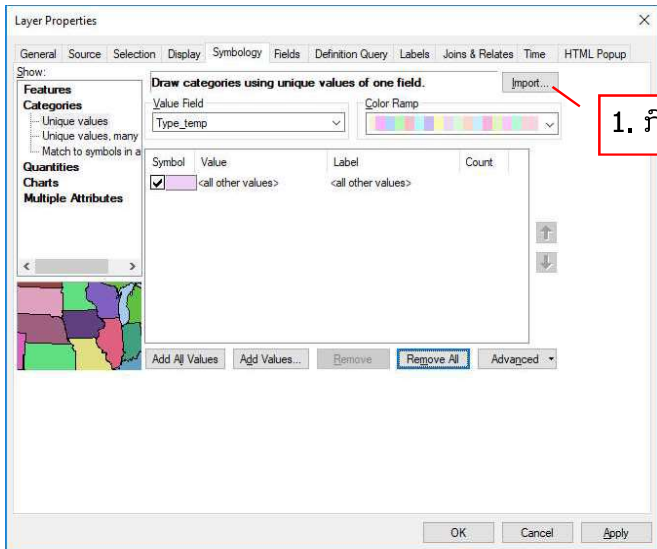 Layer Properties
General Source Selection Display Symbology Fields Definition Query Labels Joins & Relates Time HTML Popup
Show:
Features
Categories
Unique values
Unique values, many
Match to symbols in a
Quantities
Charts
Multiple Attributes
Draw categories using unique values of one field.
Import...
Value Field
Type_temp
Color Ramp
Symbol Value Label Count
<all other values> <all other values>
Add All Values Add Values... Remove Remove All Advanced
OK Cancel Apply
1.